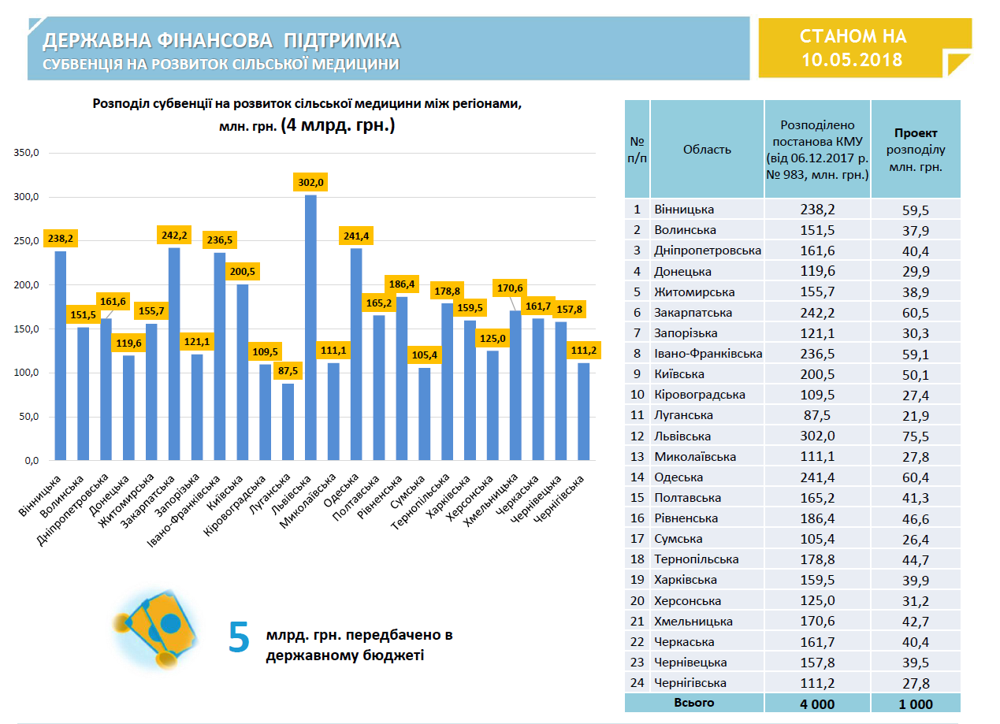 ДЕРЖАВНА ФІНАНСОВА ПІДТРИМКА
СУБВЕНЦІЯ НА РОЗВИТОК СІЛЬСЬКОЇ МЕДИЦИНИ
СТАНОМ НА
10.05.2018
Розподіл субвенції на розвиток сільської медицини між регіонами,
млн. грн. (4 млрд. грн.)
350,0
300,0
250,0
200,0
150,0
100,0
50,0
0,0
238,2
151,5
161,6
119,6
155,7
242,2
121,1
236,5
200,5
109,5
87,5
302,0
111,1
241,4
165,2
186,4
105,4
178,8
159,5
125,0
170,6
161,7
157,8
111,2
Вінницька
Волинська
Дніпропетровська
Донецька
Житомирська
Закарпатська
Запорізька
Івано-Франківська
Київська
Кіровоградська
Луганська
Львівська
Миколаївська
Одеська
Полтавська
Рівненська
Сумська
Тернопільська
Харківська
Херсонська
Хмельницька
Черкаська
Чернівецька
Чернігівська
5
млрд. грн. передбачено в
державному бюджеті
№ п/п Область Розподілено постанова КМУ (від 06.12.2017 р. № 983, млн. грн.) Проект розподілу млн. грн.
1 Вінницька 238,2 59,5
2 Волинська 151,5 37,9
3 Дніпропетровська 161,6 40,4
4 Донецька 119,6 29,9
5 Житомирська 155,7 38,9
6 Закарпатська 242,2 60,5
7 Запорізька 121,1 30,3
8 Івано-Франківська 236,5 59,1
9 Київська 200,5 50,1
10 Кіровоградська 109,5 27,4
11 Луганська 87,5 21,9
12 Львівська 302,0 75,5
13 Миколаївська 111,1 27,8
14 Одеська 241,4 60,4
15 Полтавська 165,2 41,3
16 Рівненська 186,4 46,6
17 Сумська 105,4 26,4
18 Тернопільська 178,8 44,7
19 Харківська 159,5 39,9
20 Херсонська 125,0 31,2
21 Хмельницька 170,6 42,7
22 Черкаська 161,7 40,4
23 Чернівецька 157,8 39,5
24 Чернігівська 111,2 27,8
Всього 4 000 1 000